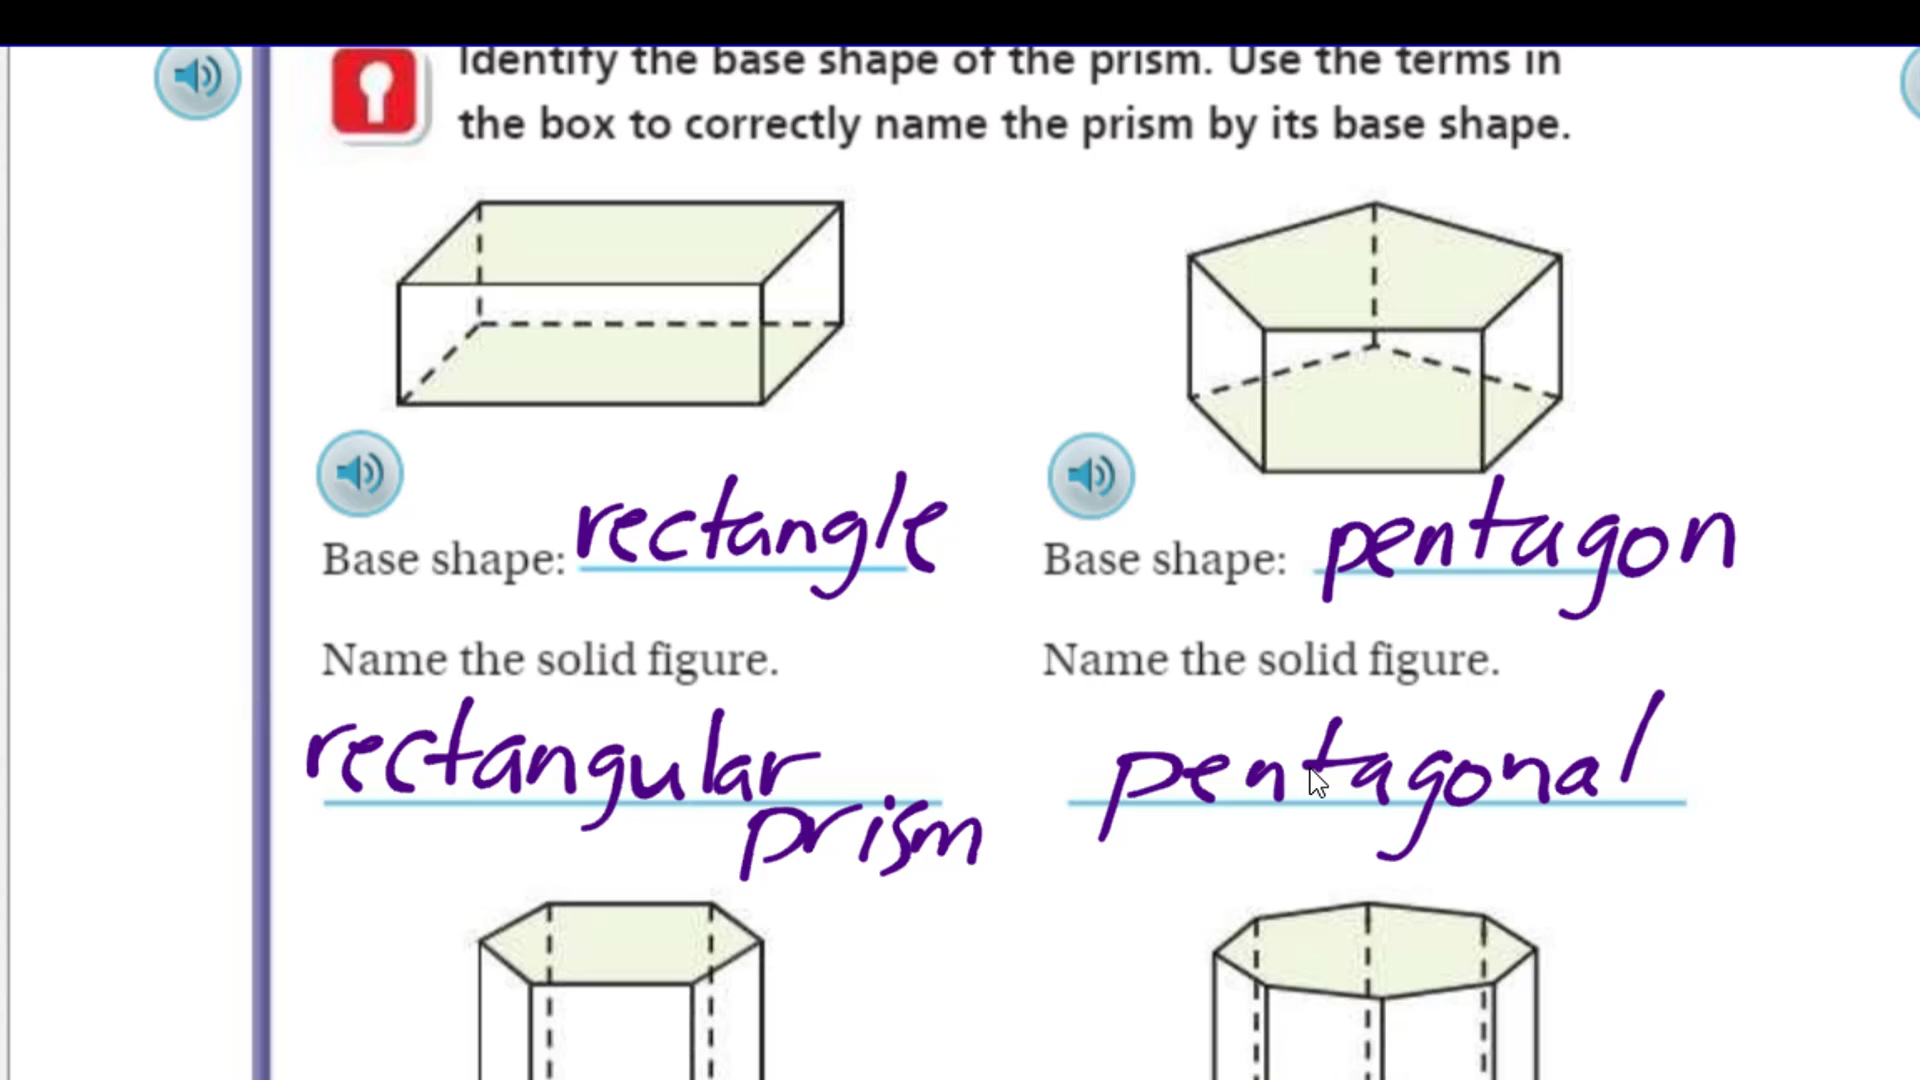 Identify the base shape of the prism. Use the terms in
the box to correctly name the prism by its base shape.
Base shape: rectangle
Base shape: pentagon
Name the solid figure.
Name the solid figure.
rectangular
prism
pentagonal